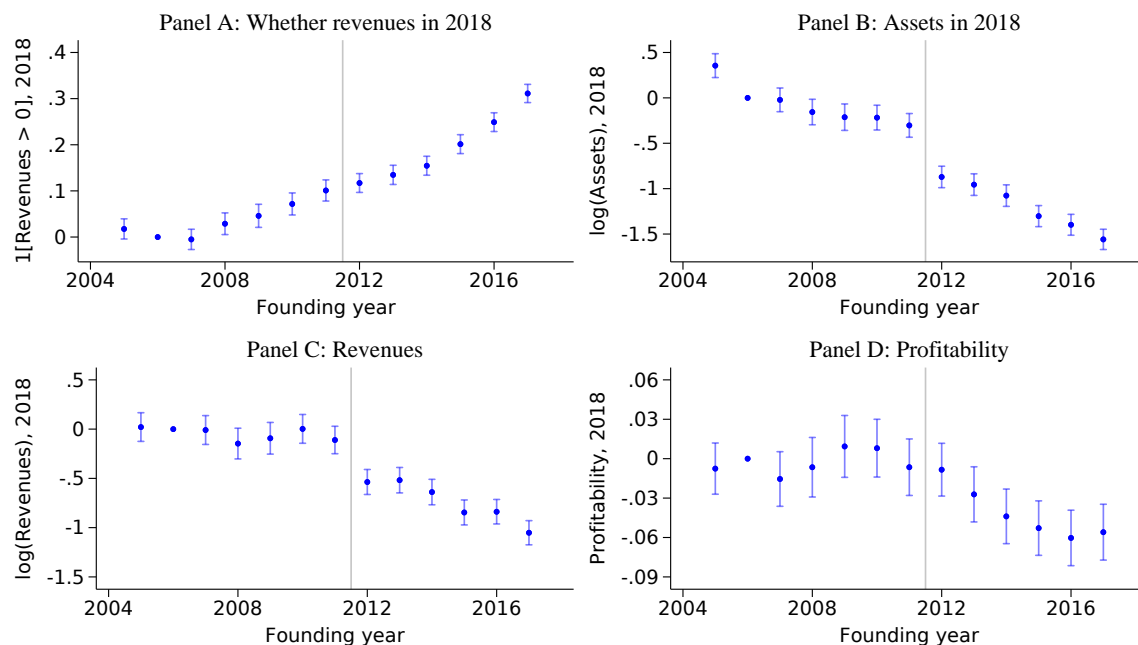 Panel A: Whether revenues in 2018
1[Revenues > 0], 2018
.4
.3
.2
.1
0
2004 2008 2012 2016
Founding year
Panel B: Assets in 2018
log(Assets), 2018
.5
0
-.5
-1
-1.5
2004 2008 2012 2016
Founding year
Panel C: Revenues
log(Revenues), 2018
.5
0
-.5
-1
-1.5
2004 2008 2012 2016
Founding year
Panel D: Profitability
Profitability, 2018
.06
.03
0
-.03
-.06
-.09
2004 2008 2012 2016
Founding year